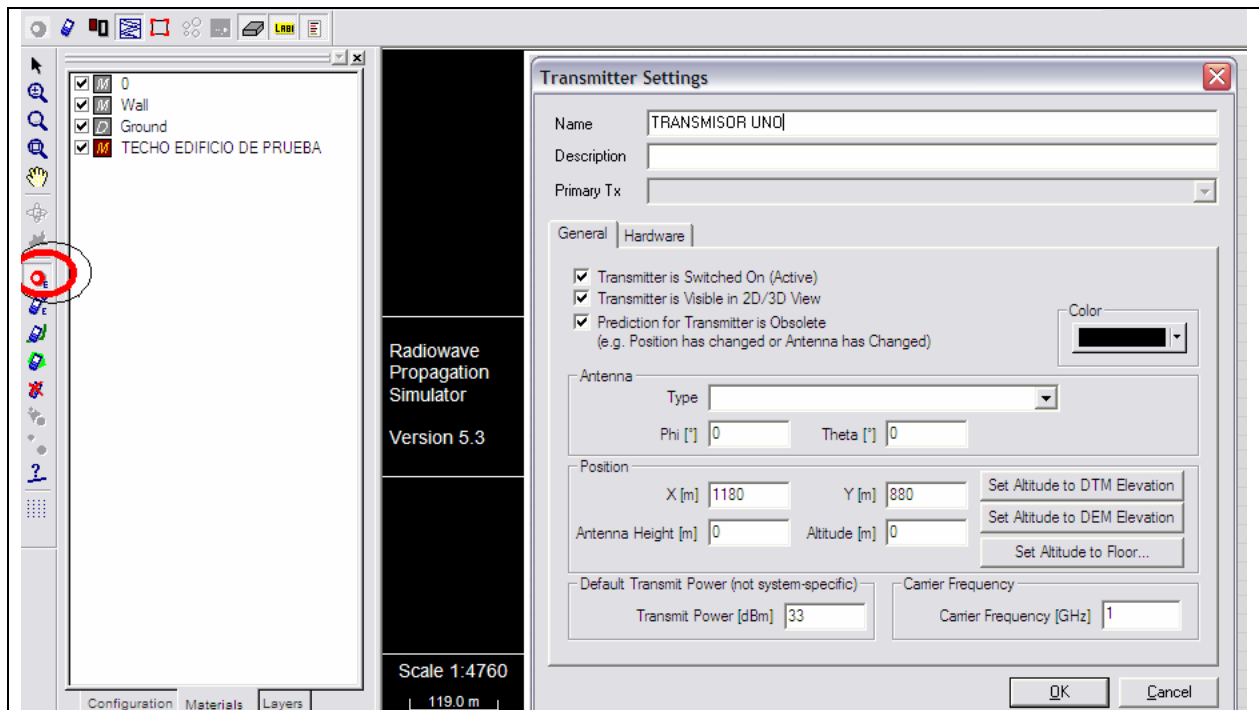 LABI
0
Wall
Ground
TECHO EDIFICIO DE PRUEBA
Configuration Materials Layers
Radiowave
Propagation
Simulator
Version 5.3
Scale 1:4760
119.0 m
Transmitter Settings
Name TRANSMISOR UNO
Description
Primary Tx
General Hardware
Transmitter is Switched On (Active)
Transmitter is Visible in 2D/3D View
Prediction for Transmitter is Obsolete
(e.g. Position has changed or Antenna has Changed)
Color
Antenna
Type
Phi [°] 0 Theta [°] 0
Position
X [m] 1180 Y [m] 880 Set Altitude to DTM Elevation
Set Altitude to DEM Elevation
Antenna Height [m] 0 Altitude [m] 0
Set Altitude to Floor...
Default Transmit Power (not system-specific) Carrier Frequency
Transmit Power [dBm] 33 Carrier Frequency [GHz] 1
OK Cancel